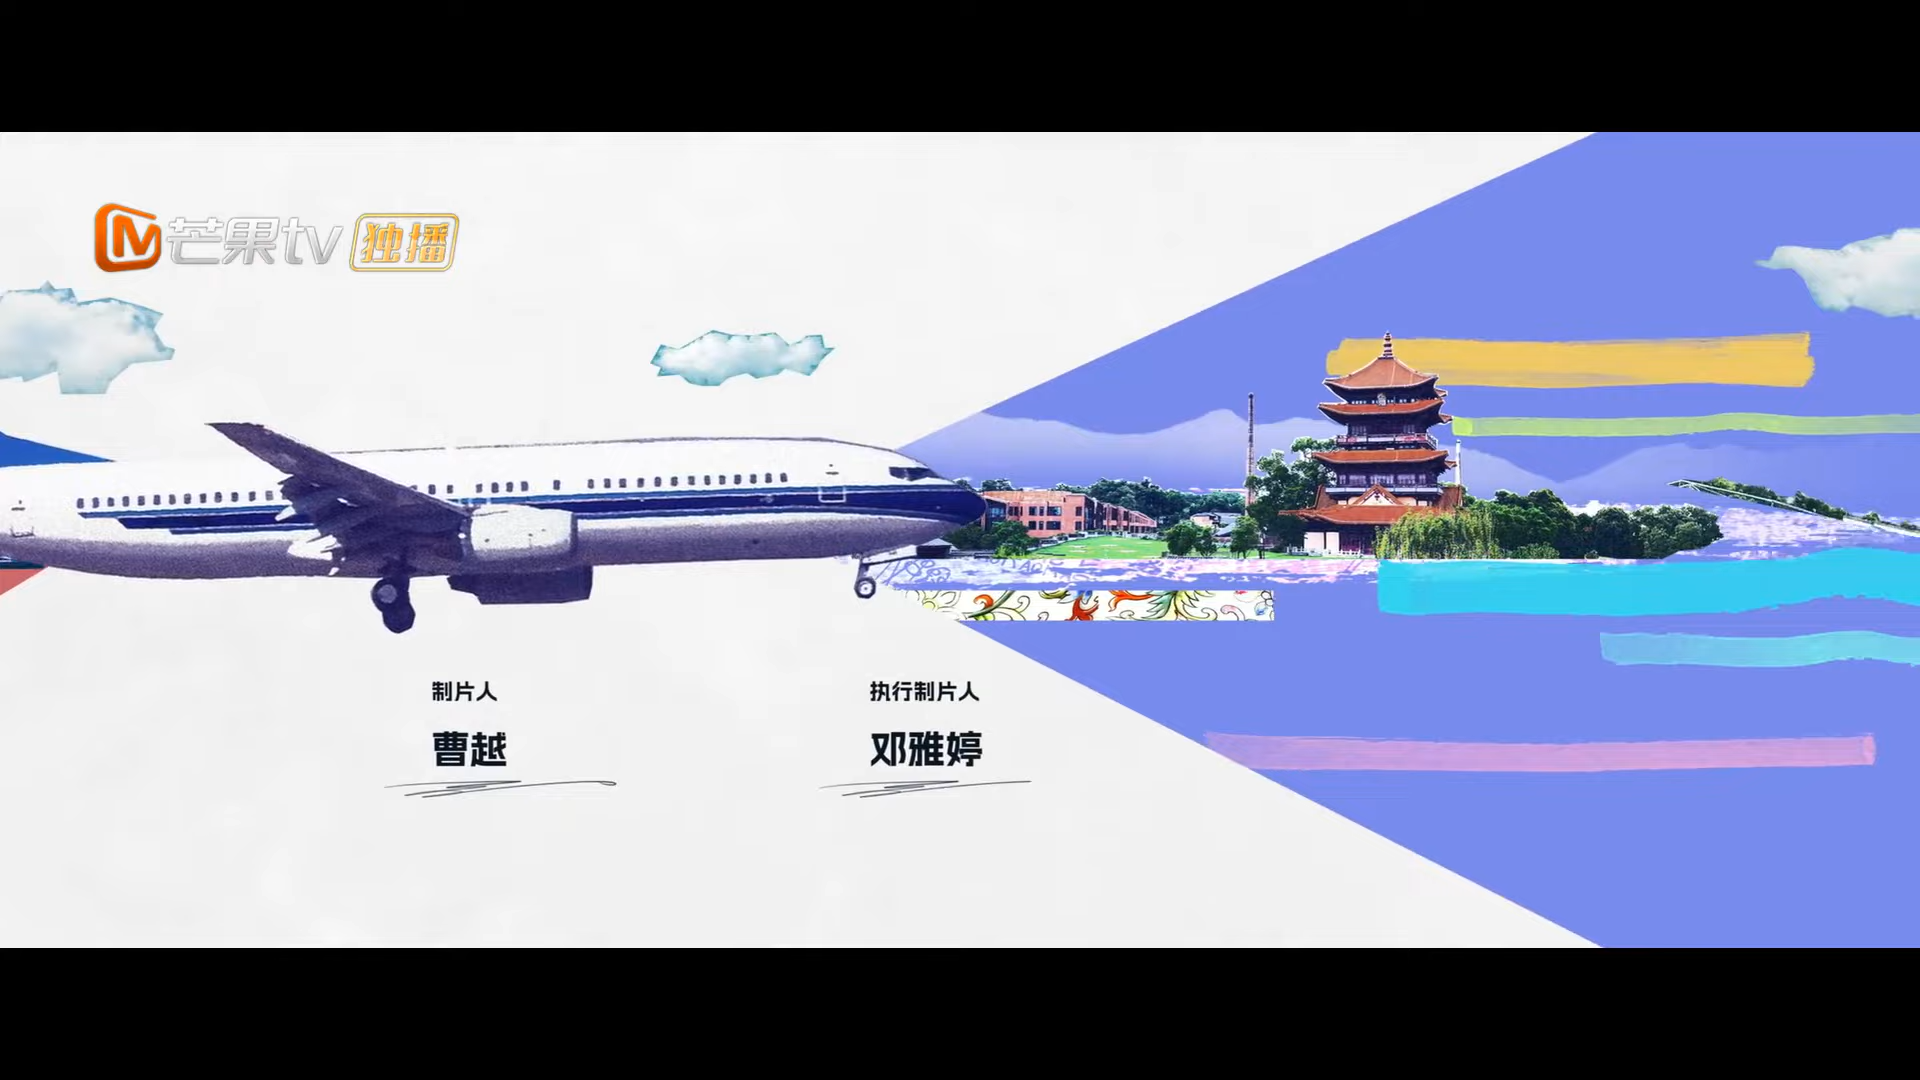 芒果tv 独播
制片人
曹越
执行制片人
邓雅婷